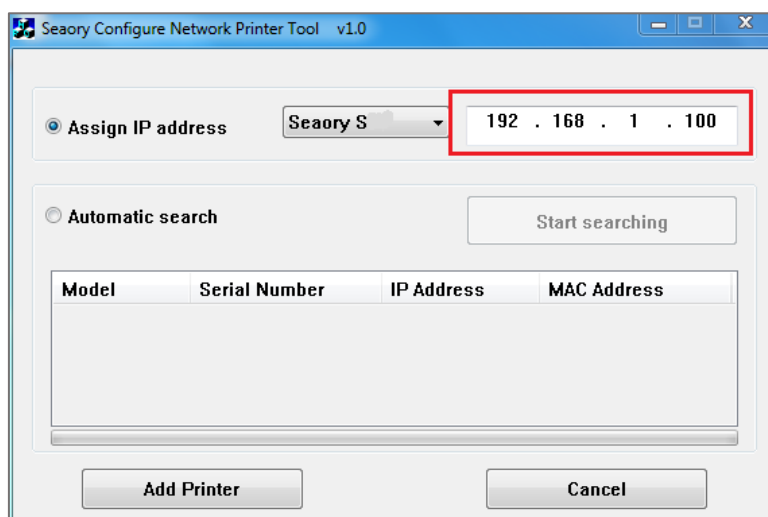 Seaory Configure Network Printer Tool v1.0
Assign IP address Seaory S 192 . 168 . 1 . 100
Automatic search Start searching
Model Serial Number IP Address MAC Address
Add Printer Cancel